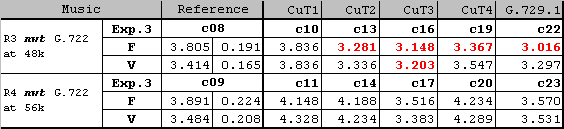 Music Reference CuT1 CuT2 CuT3 CuT4 G.729.1
R3 nwt G.722 at 48k
Exp.3 c08 c10 c13 c16 c19 c22
F 3.805 0.191 3.836 3.281 3.148 3.367 3.016
V 3.414 0.165 3.836 3.336 3.203 3.547 3.297
R4 nwt G.722 at 56k
Exp.3 c09 c11 c14 c17 c20 c23
F 3.891 0.224 4.148 4.188 3.516 4.234 3.570
V 3.484 0.208 4.328 4.234 3.383 4.289 3.531